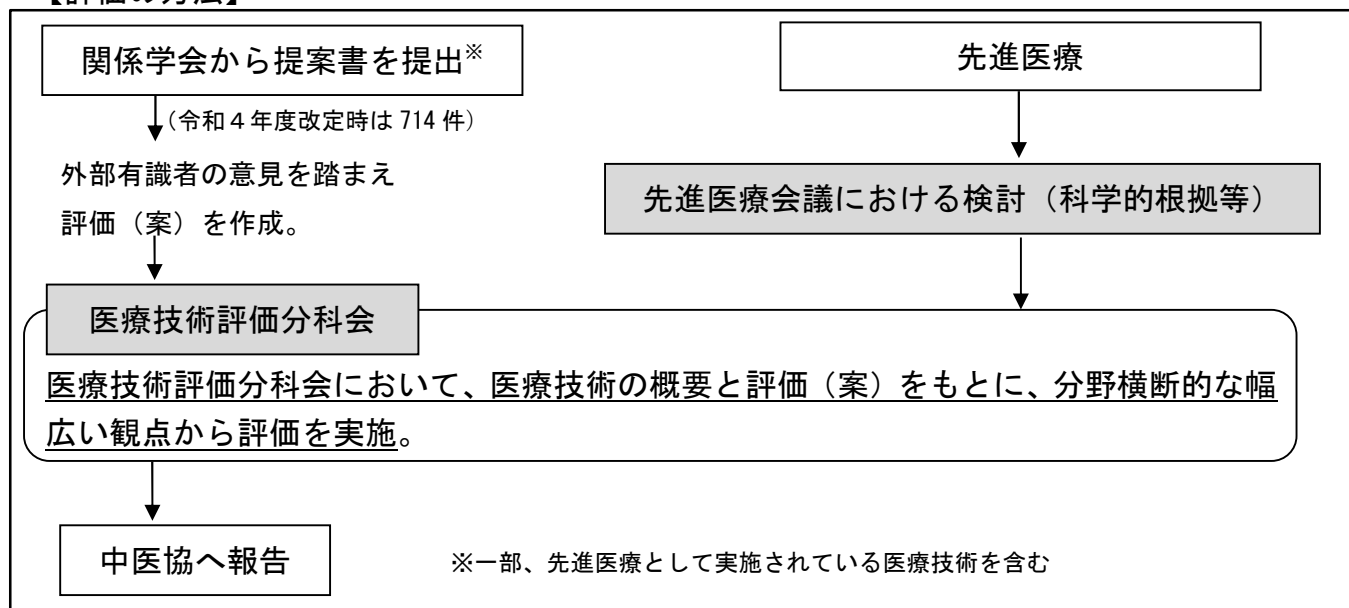 【評価の方法】
関係学会から提案書を提出※
（令和４年度改定時は 714 件）
外部有識者の意見を踏まえ
評価（案）を作成。
先進医療
先進医療会議における検討（科学的根拠等）
医療技術評価分科会
医療技術評価分科会において、医療技術の概要と評価（案）をもとに、分野横断的な幅
広い観点から評価を実施。
中医協へ報告
※一部、先進医療として実施されている医療技術を含む